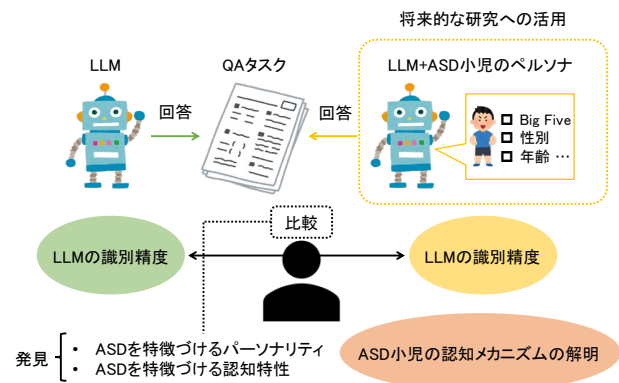 将来的な研究への活用
LLM
QAタスク
LLM+ASD小児のペルソナ
回答
回答
Big Five
性別
年齢 …
比較
LLMの識別精度
LLMの識別精度
発見
• ASDを特徴づけるパーソナリティ
• ASDを特徴づける認知特性
ASD小児の認知メカニズムの解明